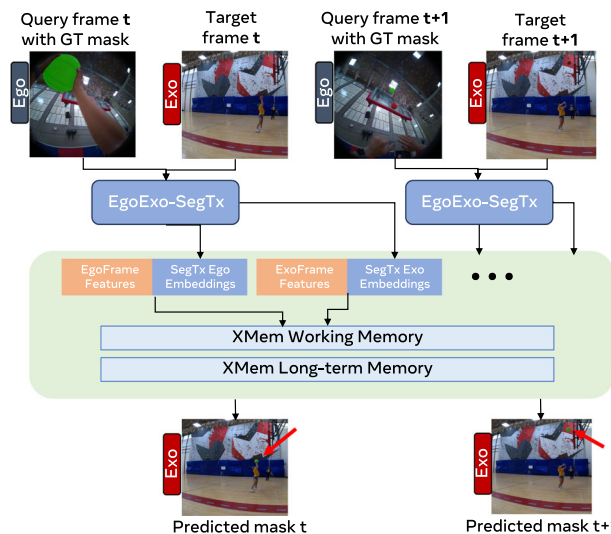 Query frame t
with GT mask
Target
frame t
Query frame t+1
with GT mask
Target
frame t+1
Ego
Exo
Ego
Exo
EgoExo-SegTx
EgoExo-SegTx
EgoFrame
Features
SegTx Ego
Embeddings
ExoFrame
Features
SegTx Exo
Embeddings
XMem Working Memory
XMem Long-term Memory
Exo
Exo
Predicted mask t
Predicted mask t+